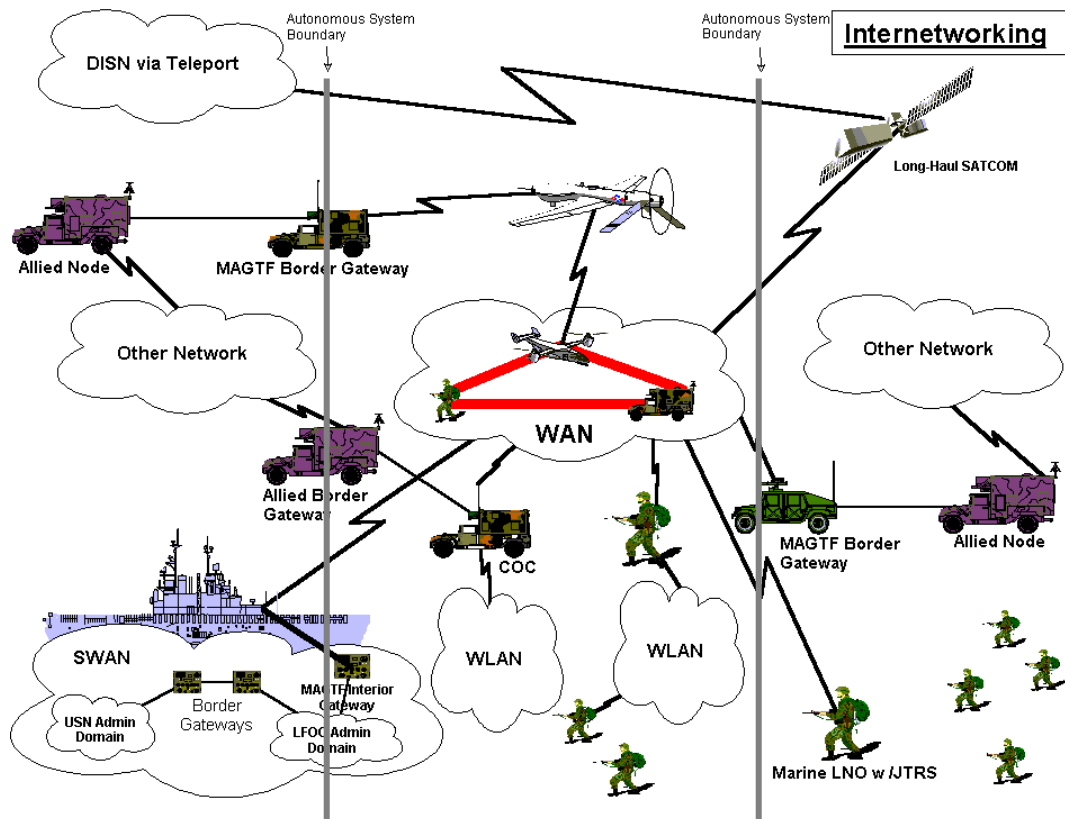 Autonomous System
Boundary
Autonomous System
Boundary
Internetworking
DISN via Teleport
Long-Haul SATCOM
Allied Node
MAGTF Border Gateway
Other Network
Other Network
WAN
Allied Border
Gateway
COC
MAGTF Border
Gateway
Allied Node
SWAN
WLAN
WLAN
MAGTF Interior
Gateway
Border
Gateways
USN Admin
Domain
LFOC Admin
Domain
Marine LNO w /JTRS